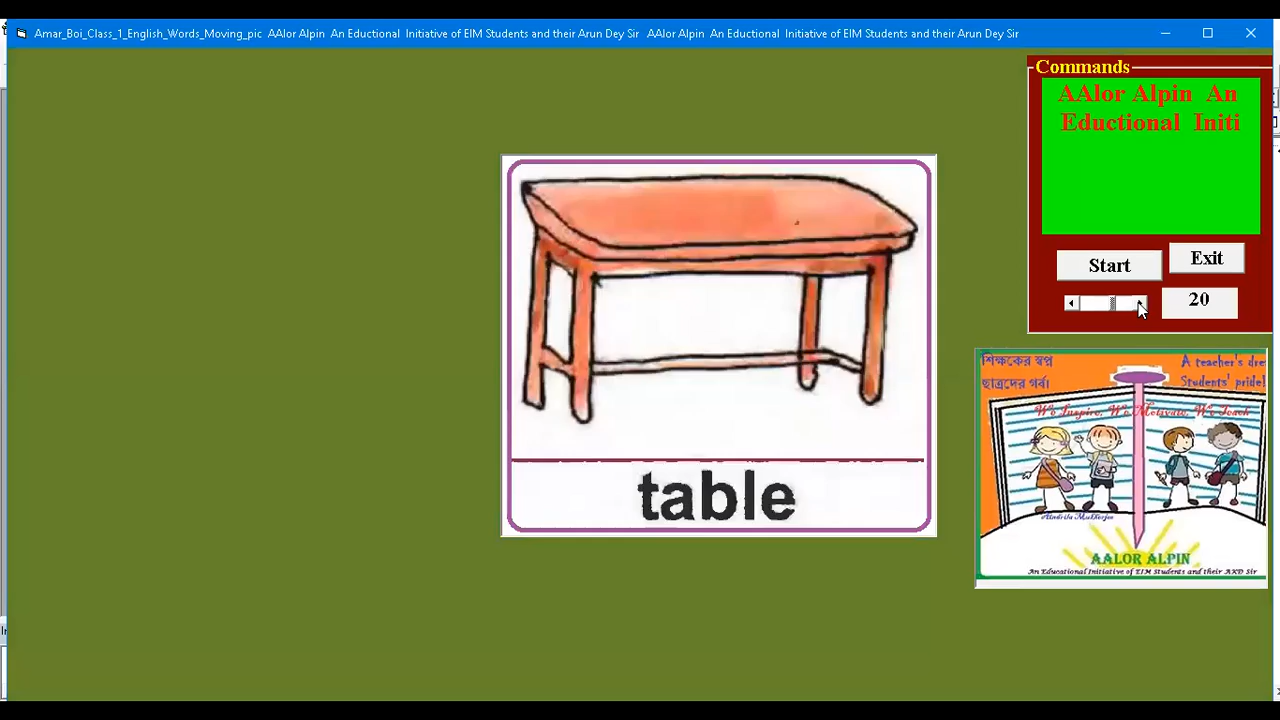 Amar_Boi_Class_1_English_Words_Moving_pic AAlor Alpin An Eductional Initiative of EIM Students and their Arun Dey Sir AAlor Alpin An Eductional Initiative of EIM Students and their Arun Dey Sir
Commands
AAlor Alpin An
Eductional Initi
Start
Exit
20
table
শিক্ষকের স্বপ্ন
A teacher's dre
ছাত্রদের গর্ব।
Students' pride!
We Inspire, We Motivate, We Teach
Aindrila Mukherjee
AALOR ALPIN
An Educational Initiative of EIM Students and their AKD Sir